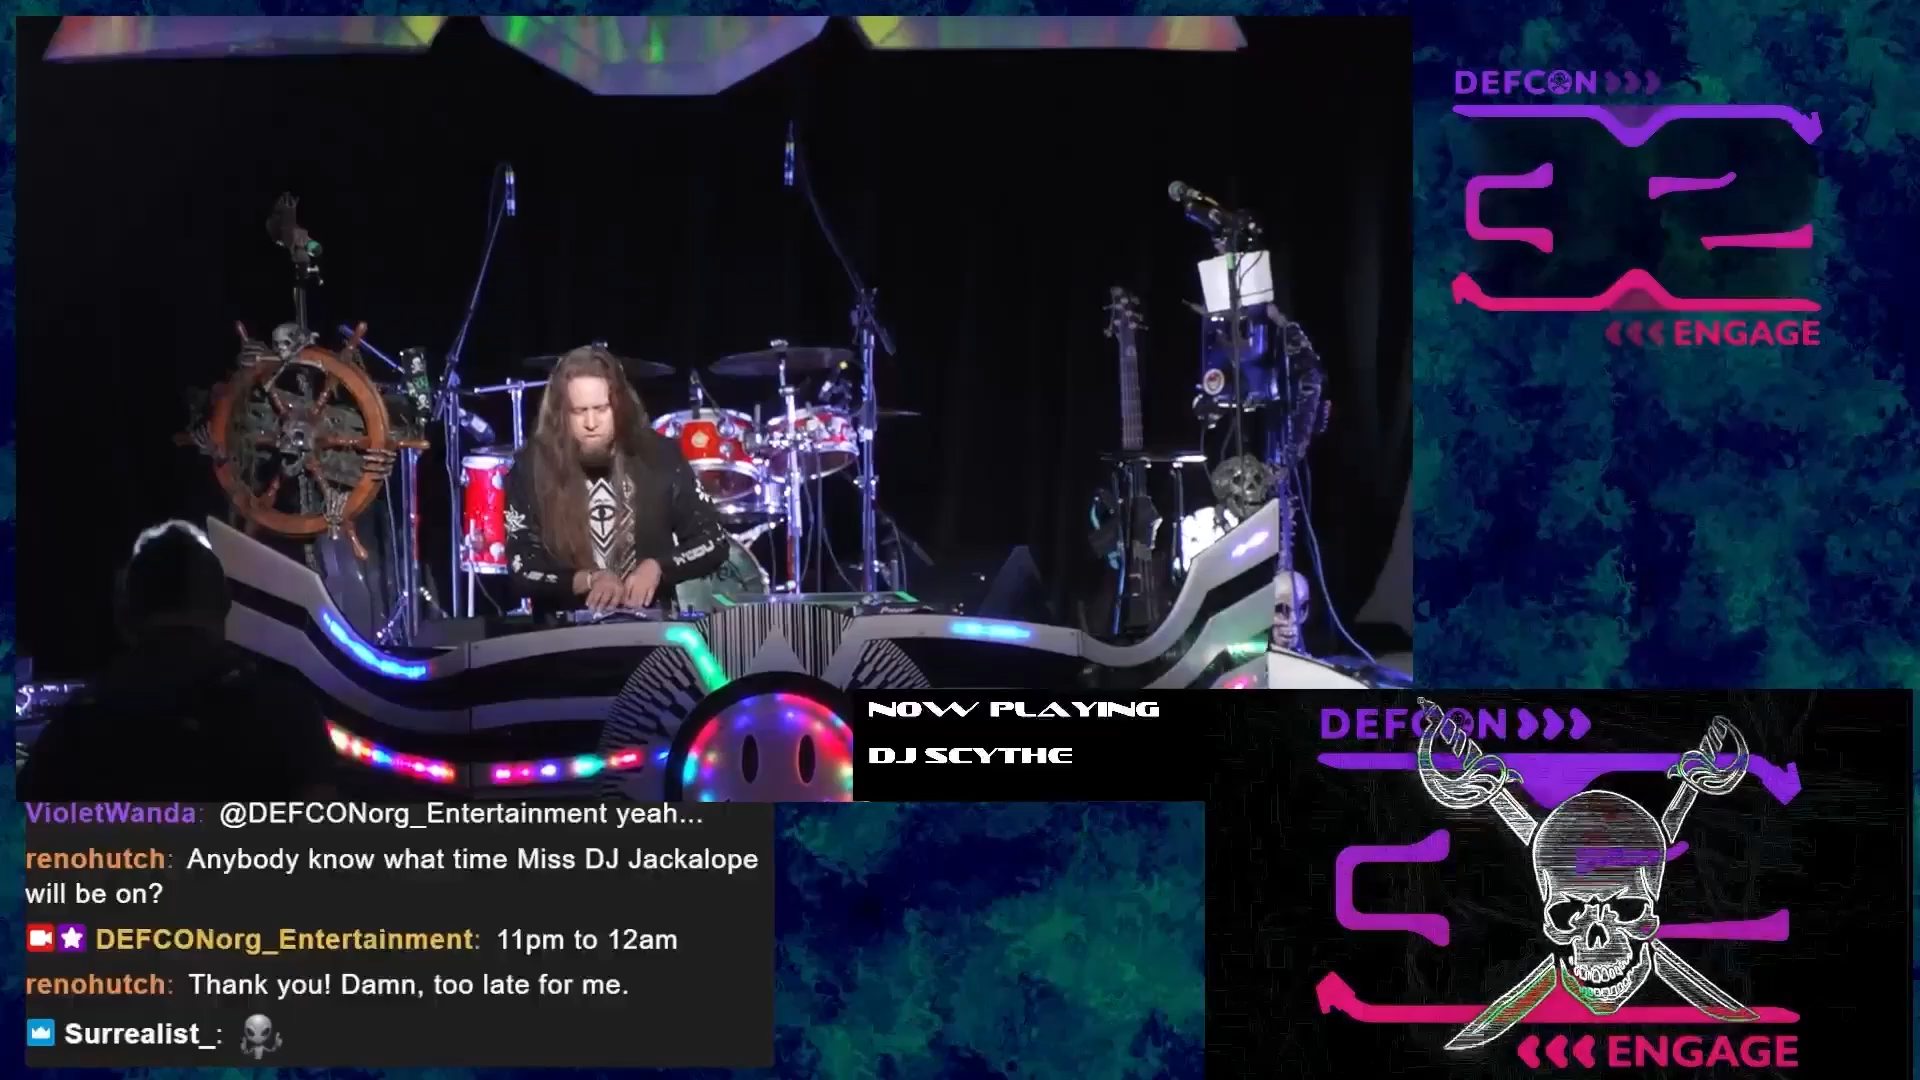 DEFCON
32
ENGAGE
NOW PLAYING
DJ SCYTHE
DEFCON
ENGAGE
VioletWanda: @DEFCONorg_Entertainment yeah...
renohutch: Anybody know what time Miss DJ Jackalope
will be on?
DEFCONorg_Entertainment: 11pm to 12am
renohutch: Thank you! Damn, too late for me.
Surrealist_: